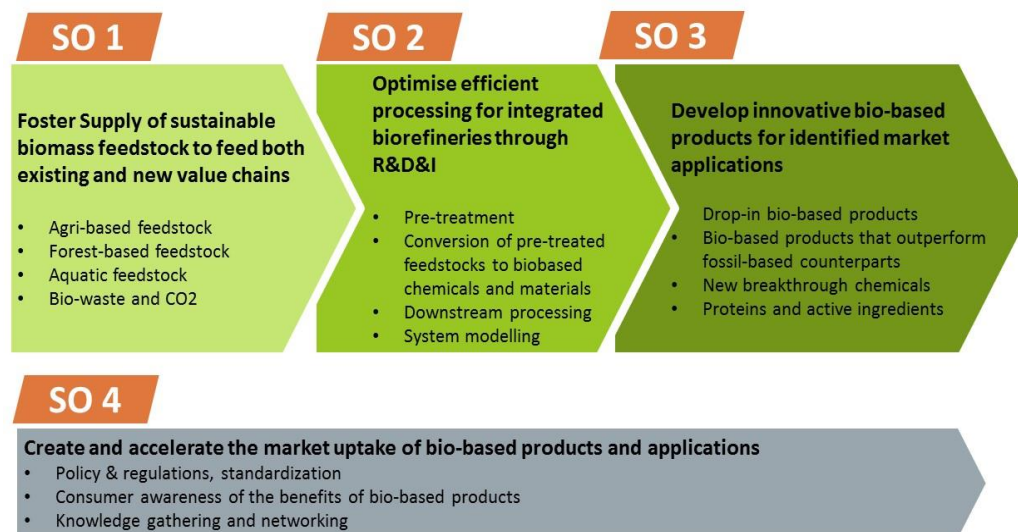 SO 1
Foster Supply of sustainable
biomass feedstock to feed both
existing and new value chains
• Agri-based feedstock
• Forest-based feedstock
• Aquatic feedstock
• Bio-waste and CO2
SO 2
Optimise efficient
processing for integrated
biorefineries through
R&D&I
• Pre-treatment
• Conversion of pre-treated
feedstocks to biobased
chemicals and materials
• Downstream processing
• System modelling
SO 3
Develop innovative bio-based
products for identified market
applications
• Drop-in bio-based products
• Bio-based products that outperform
fossil-based counterparts
• New breakthrough chemicals
• Proteins and active ingredients
SO 4
Create and accelerate the market uptake of bio-based products and applications
• Policy & regulations, standardization
• Consumer awareness of the benefits of bio-based products
• Knowledge gathering and networking